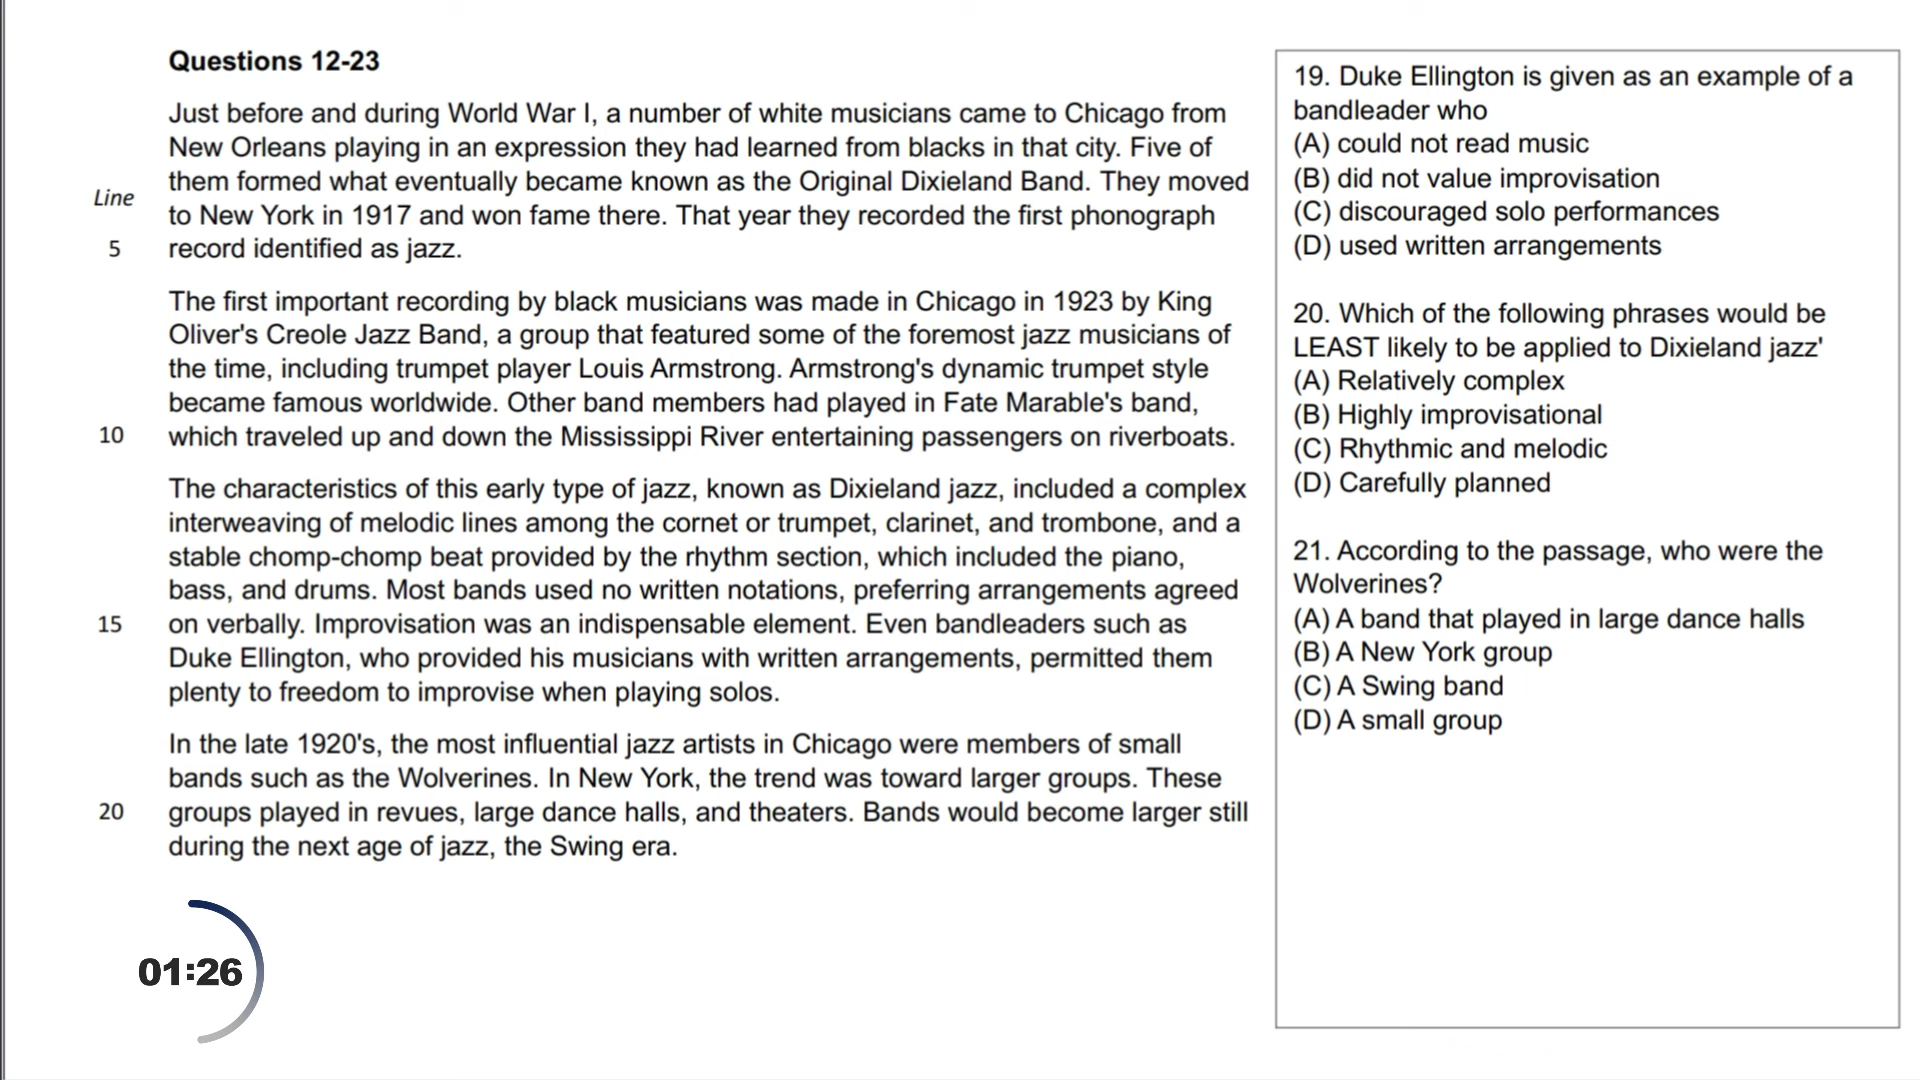 Questions 12-23
Just before and during World War I, a number of white musicians came to Chicago from
New Orleans playing in an expression they had learned from blacks in that city. Five of
them formed what eventually became known as the Original Dixieland Band. They moved
Line
to New York in 1917 and won fame there. That year they recorded the first phonograph
5 record identified as jazz.
The first important recording by black musicians was made in Chicago in 1923 by King
Oliver's Creole Jazz Band, a group that featured some of the foremost jazz musicians of
the time, including trumpet player Louis Armstrong. Armstrong's dynamic trumpet style
became famous worldwide. Other band members had played in Fate Marable's band,
10 which traveled up and down the Mississippi River entertaining passengers on riverboats.
The characteristics of this early type of jazz, known as Dixieland jazz, included a complex
interweaving of melodic lines among the cornet or trumpet, clarinet, and trombone, and a
stable chomp-chomp beat provided by the rhythm section, which included the piano,
bass, and drums. Most bands used no written notations, preferring arrangements agreed
15 on verbally. Improvisation was an indispensable element. Even bandleaders such as
Duke Ellington, who provided his musicians with written arrangements, permitted them
plenty to freedom to improvise when playing solos.
In the late 1920's, the most influential jazz artists in Chicago were members of small
bands such as the Wolverines. In New York, the trend was toward larger groups. These
20 groups played in revues, large dance halls, and theaters. Bands would become larger still
during the next age of jazz, the Swing era.
01:26
19. Duke Ellington is given as an example of a
bandleader who
(A) could not read music
(B) did not value improvisation
(C) discouraged solo performances
(D) used written arrangements
20. Which of the following phrases would be
LEAST likely to be applied to Dixieland jazz'
(A) Relatively complex
(B) Highly improvisational
(C) Rhythmic and melodic
(D) Carefully planned
21. According to the passage, who were the
Wolverines?
(A) A band that played in large dance halls
(B) A New York group
(C) A Swing band
(D) A small group